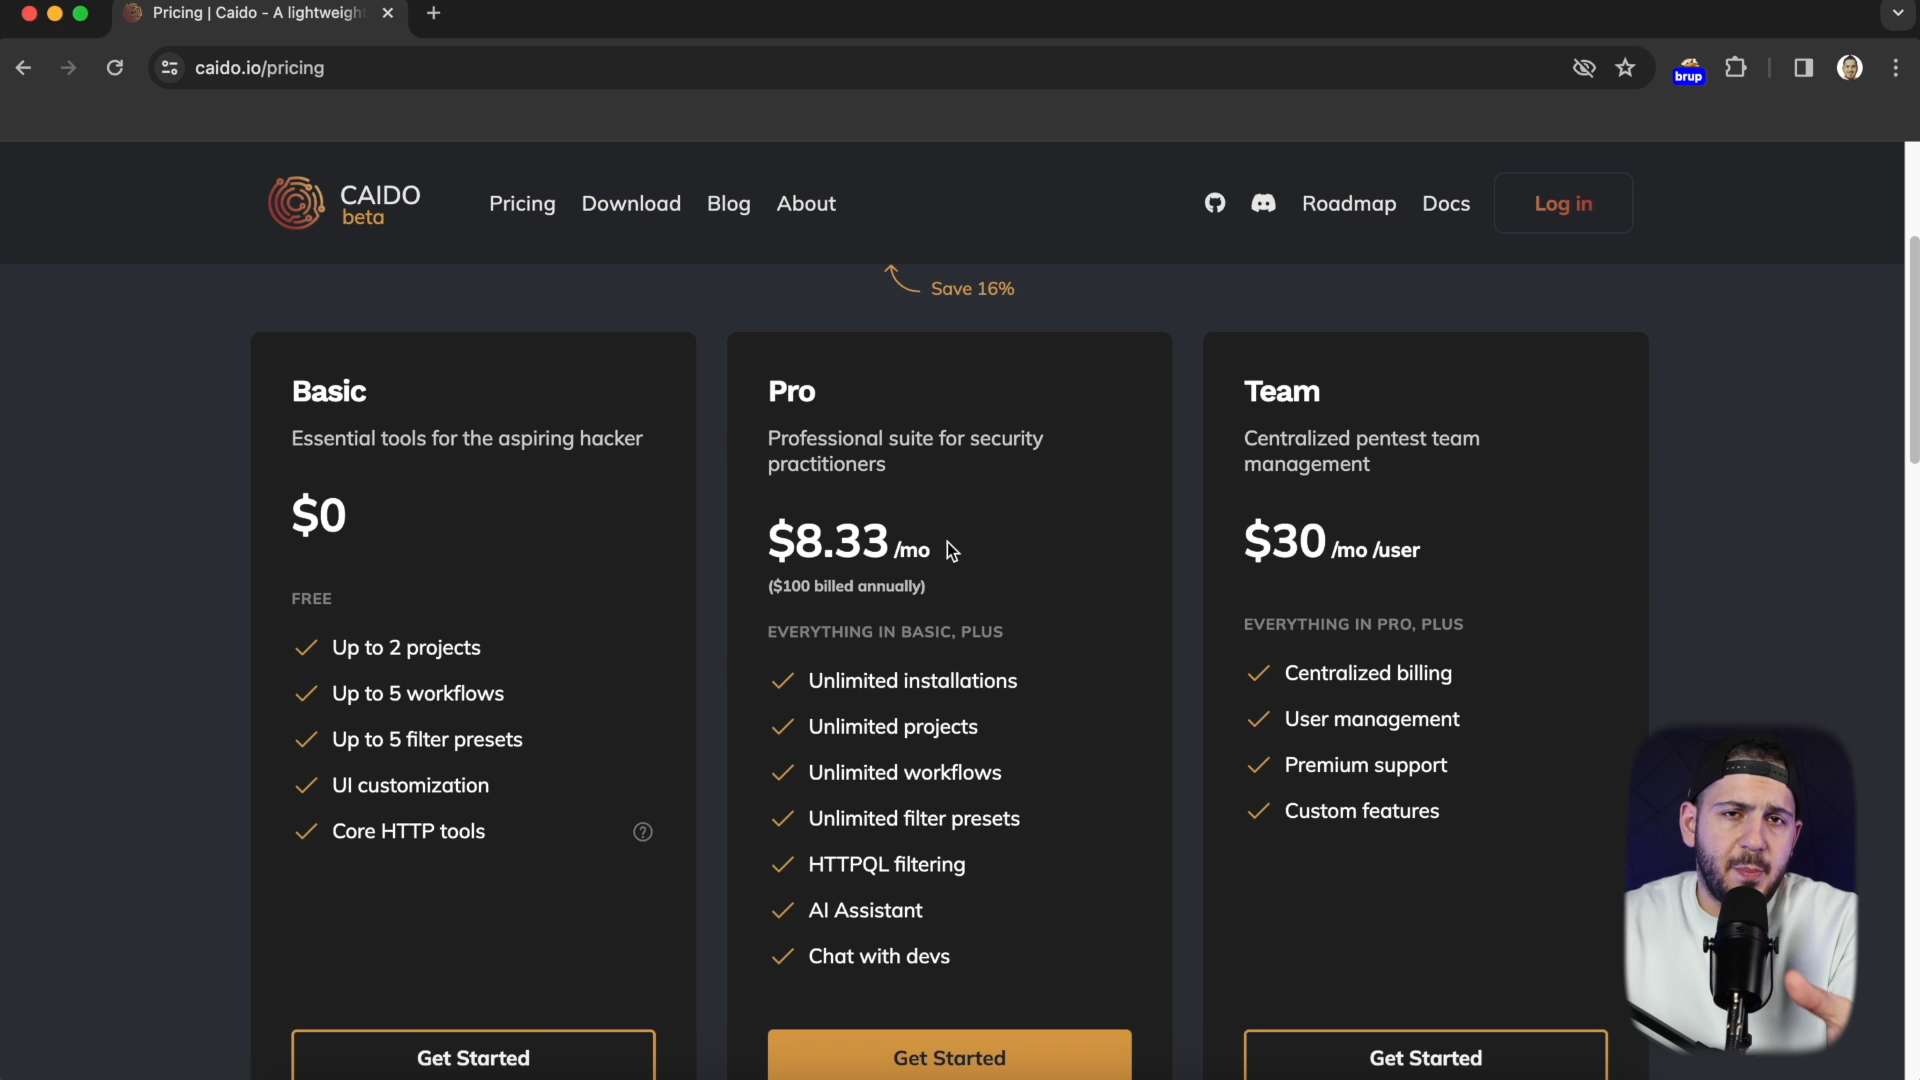 Pricing | Caido - A lightweight
caido.io/pricing
brup
CAIDO
beta
Pricing
Download
Blog
About
Roadmap
Docs
Log in
Save 16%
Basic
Essential tools for the aspiring hacker
$0
FREE
Up to 2 projects
Up to 5 workflows
Up to 5 filter presets
UI customization
Core HTTP tools
?
Get Started
Pro
Professional suite for security
practitioners
$8.33 /mo
($100 billed annually)
EVERYTHING IN BASIC, PLUS
Unlimited installations
Unlimited projects
Unlimited workflows
Unlimited filter presets
HTTPQL filtering
AI Assistant
Chat with devs
Get Started
Team
Centralized pentest team
management
$30 /mo /user
EVERYTHING IN PRO, PLUS
Centralized billing
User management
Premium support
Custom features
Get Started